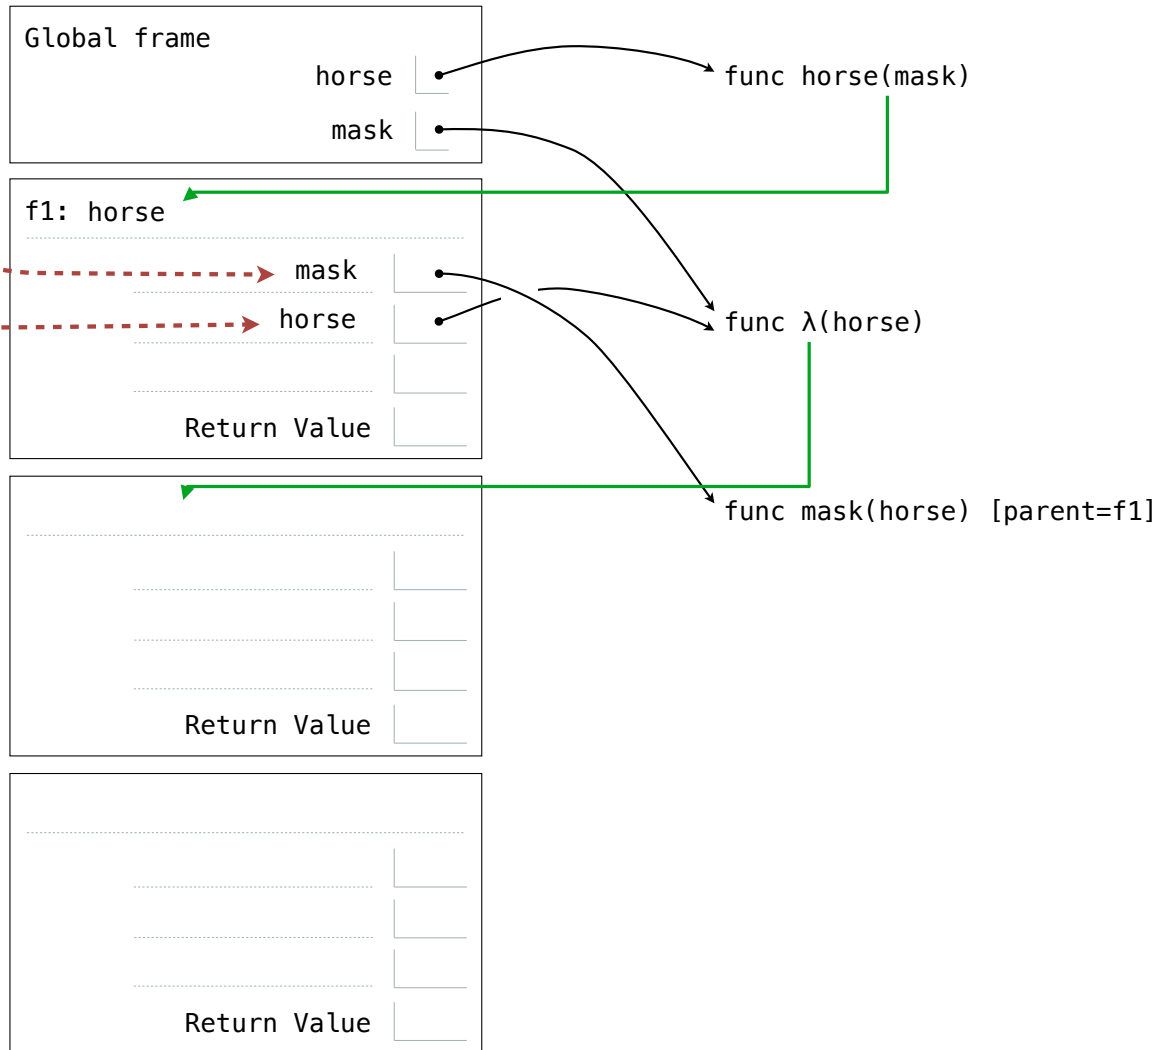 Global frame
horse
func horse(mask)
mask
f1: horse
mask
horse
func λ(horse)
Return Value
func mask(horse) [parent=f1]
Return Value
Return Value